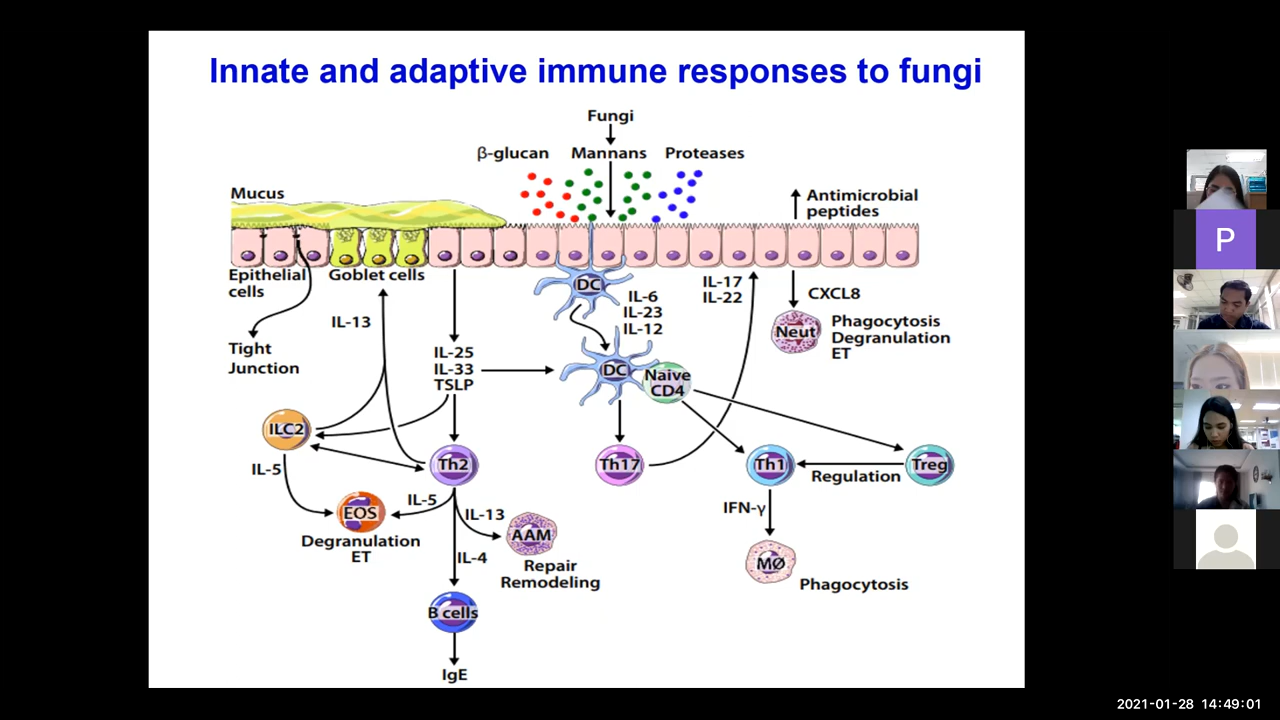 Innate and adaptive immune responses to fungi
Fungi
β-glucan Mannans Proteases
Mucus
Antimicrobial
peptides
Epithelial
cells
Goblet cells
DC
IL-6
IL-23
IL-12
IL-17
IL-22
CXCL8
Neut
Phagocytosis
Degranulation
ET
IL-13
Tight
Junction
IL-25
IL-33
TSLP
DC
Naive
CD4
ILC2
Th2
Th17
Th1
Treg
Regulation
IL-5
EOS
IL-5
IL-13
AAM
IFN-γ
Degranulation
ET
IL-4
Repair
Remodeling
MØ
Phagocytosis
B cells
IgE
P
2021-01-28 14:49:01